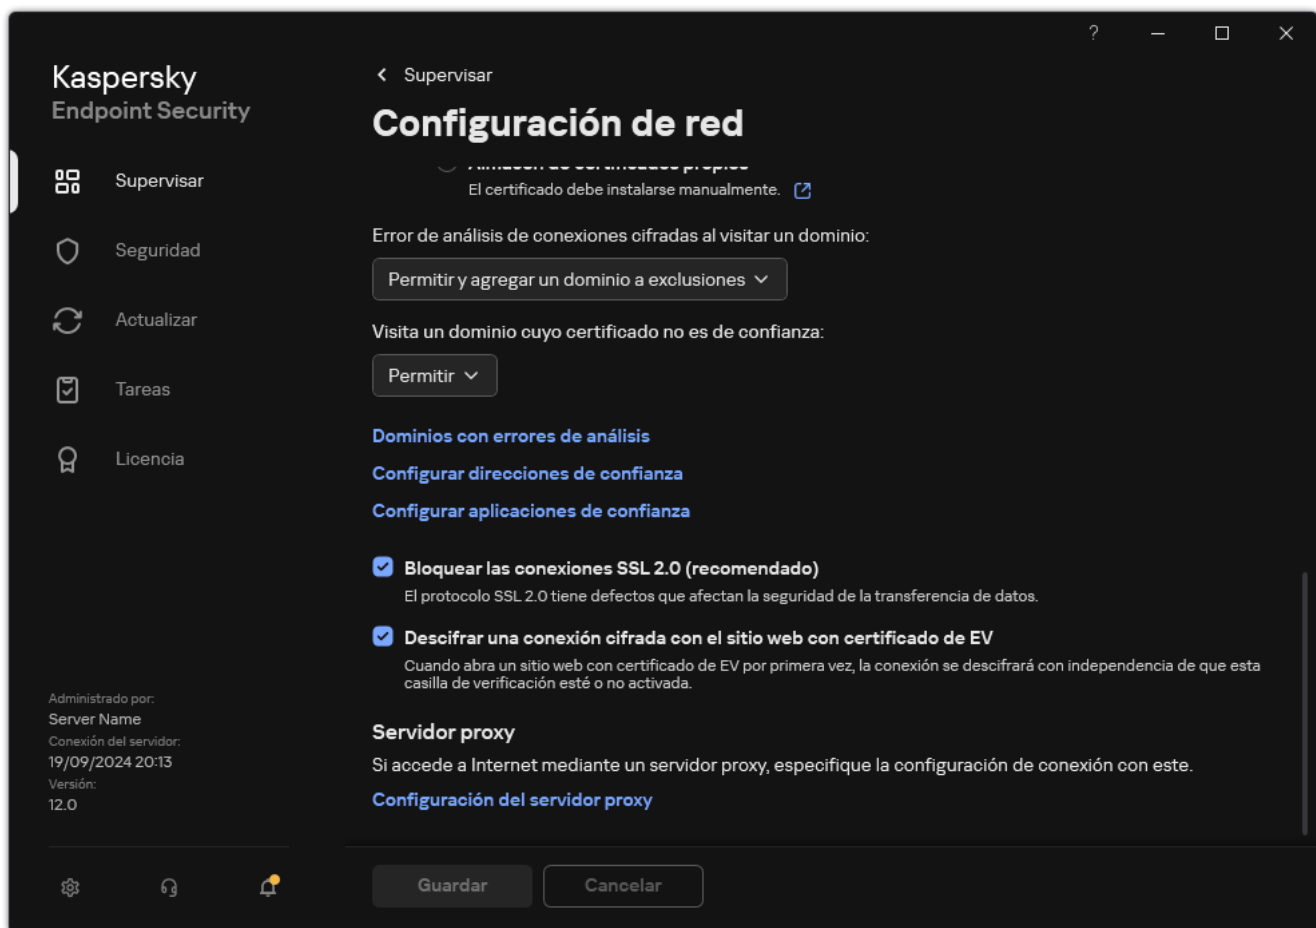 ?
Kaspersky
Endpoint Security
Supervisar
Seguridad
Actualizar
Tareas
Licencia
Administrado por:
Server Name
Conexión del servidor:
19/09/2024 20:13
Versión:
12.0
Supervisar
Configuración de red
Almacén de certificados propios
El certificado debe instalarse manualmente.
Error de análisis de conexiones cifradas al visitar un dominio:
Permitir y agregar un dominio a exclusiones
Visita un dominio cuyo certificado no es de confianza:
Permitir
Dominios con errores de análisis
Configurar direcciones de confianza
Configurar aplicaciones de confianza
Bloquear las conexiones SSL 2.0 (recomendado)
El protocolo SSL 2.0 tiene defectos que afectan la seguridad de la transferencia de datos.
Descifrar una conexión cifrada con el sitio web con certificado de EV
Cuando abra un sitio web con certificado de EV por primera vez, la conexión se descifrará con independencia de que esta
casilla de verificación esté o no activada.
Servidor proxy
Si accede a Internet mediante un servidor proxy, especifique la configuración de conexión con este.
Configuración del servidor proxy
Guardar
Cancelar